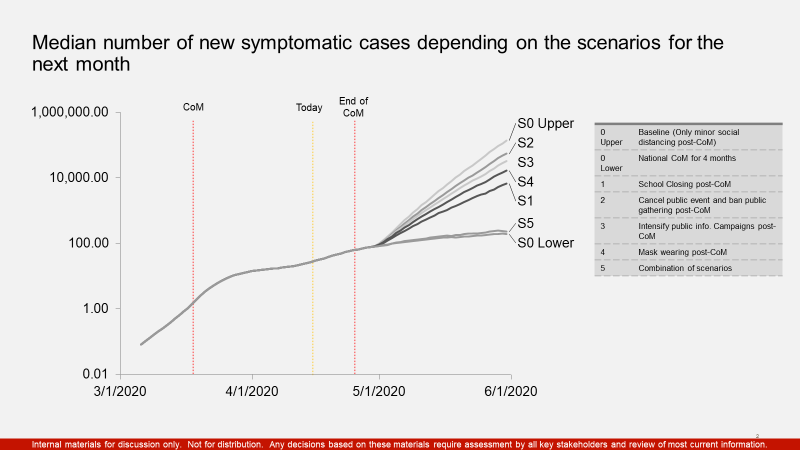 Median number of new symptomatic cases depending on the scenarios for the
next month
1,000,000.00
10,000.00
100.00
1.00
0.01
CoM
Today
End of
CoM
S0 Upper
S2
S3
S4
S1
S5
S0 Lower
3/1/2020
4/1/2020
5/1/2020
6/1/2020
0
Upper
Baseline (Only minor social
distancing post-CoM)
0
Lower
National CoM for 4 months
1
School Closing post-CoM
2
Cancel public event and ban public
gathering post-CoM
3
Intensify public info. Campaigns post-
CoM
4
Mask wearing post-CoM
5
Combination of scenarios
Internal materials for discussion only. Not for distribution. Any decisions based on these materials require assessment by all key stakeholders and review of most current information.